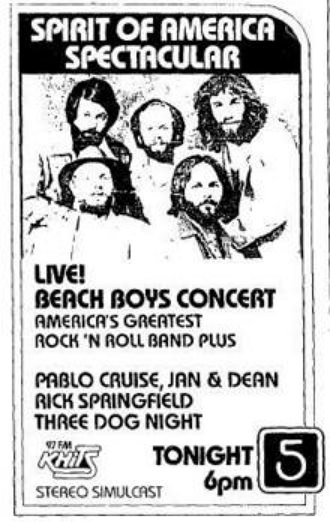 SPIRIT OF AMERICA
SPECTACULAR
LIVE!
BEACH BOYS CONCERT
AMERICA'S GREATEST
ROCK 'N ROLL BAND PLUS
PABLO CRUISE, JAN & DEAN
RICK SPRINGFIELD
THREE DOG NIGHT
97 FM
KHITS
STEREO SIMULCAST
TONIGHT
6pm
5